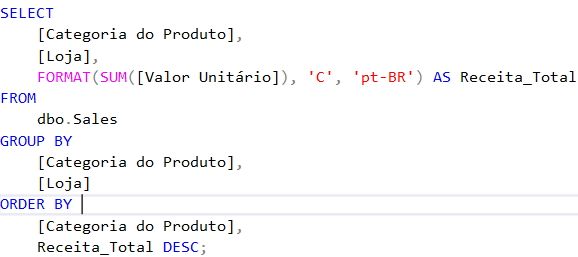 SELECT
    [Categoria do Produto],
    [Loja],
    FORMAT(SUM([Valor Unitário]), 'C', 'pt-BR') AS Receita_Total
FROM
    dbo.Sales
GROUP BY
    [Categoria do Produto],
    [Loja]
ORDER BY
    [Categoria do Produto],
    Receita_Total DESC;